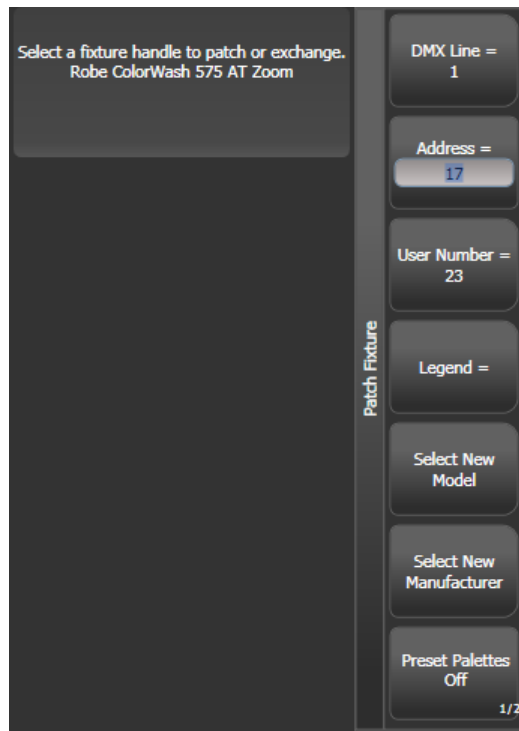 Select a fixture handle to patch or exchange.
Robe ColorWash 575 AT Zoom
Patch Fixture
DMX Line =
1
Address =
17
User Number =
23
Legend =
Select New
Model
Select New
Manufacturer
Preset Palettes
Off
1/2